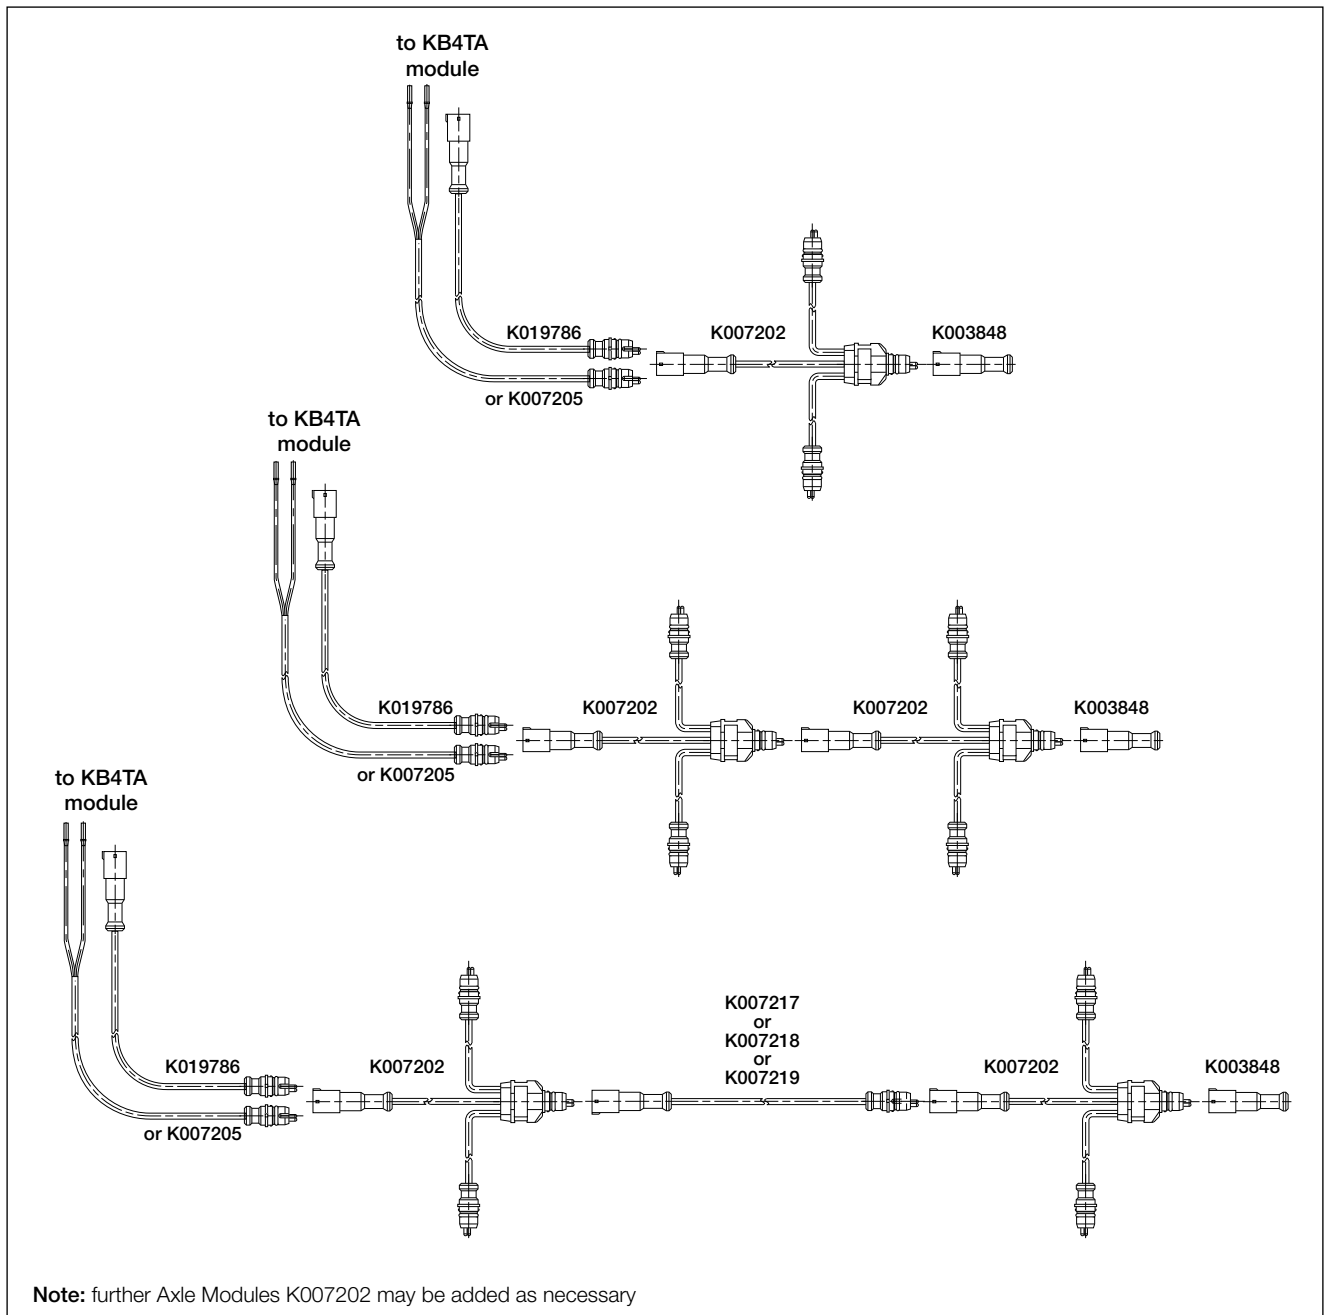 to KB4TA
module
K019786
K007202
K003848
or K007205
to KB4TA
module
K019786
K007202
K007202
K003848
or K007205
to KB4TA
module
K007217
or
K007218
or
K007219
K019786
K007202
K007202
K003848
or K007205
Note: further Axle Modules K007202 may be added as necessary